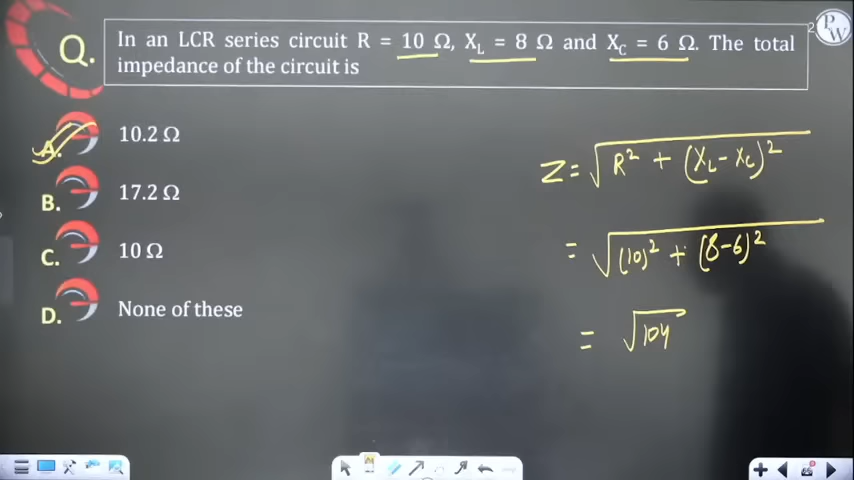 Q. In an LCR series circuit R = 10 Ω, X_L = 8 Ω and X_C = 6 Ω. The total
impedance of the circuit is
A. 10.2 Ω
B. 17.2 Ω
C. 10 Ω
D. None of these
Z = √(R² + (X_L - X_C)²)
= √((10)² + (8-6)²)
= √104
2
P
W